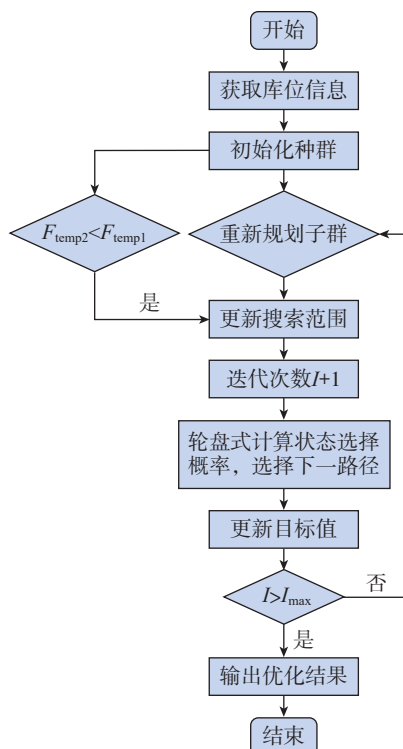 开始
获取库位信息
初始化种群
F_temp2<F_temp1
重新规划子群
是
更新搜索范围
迭代次数I+1
轮盘式计算状态选择
概率，选择下一路径
更新目标值
I>I_max
否
是
输出优化结果
结束